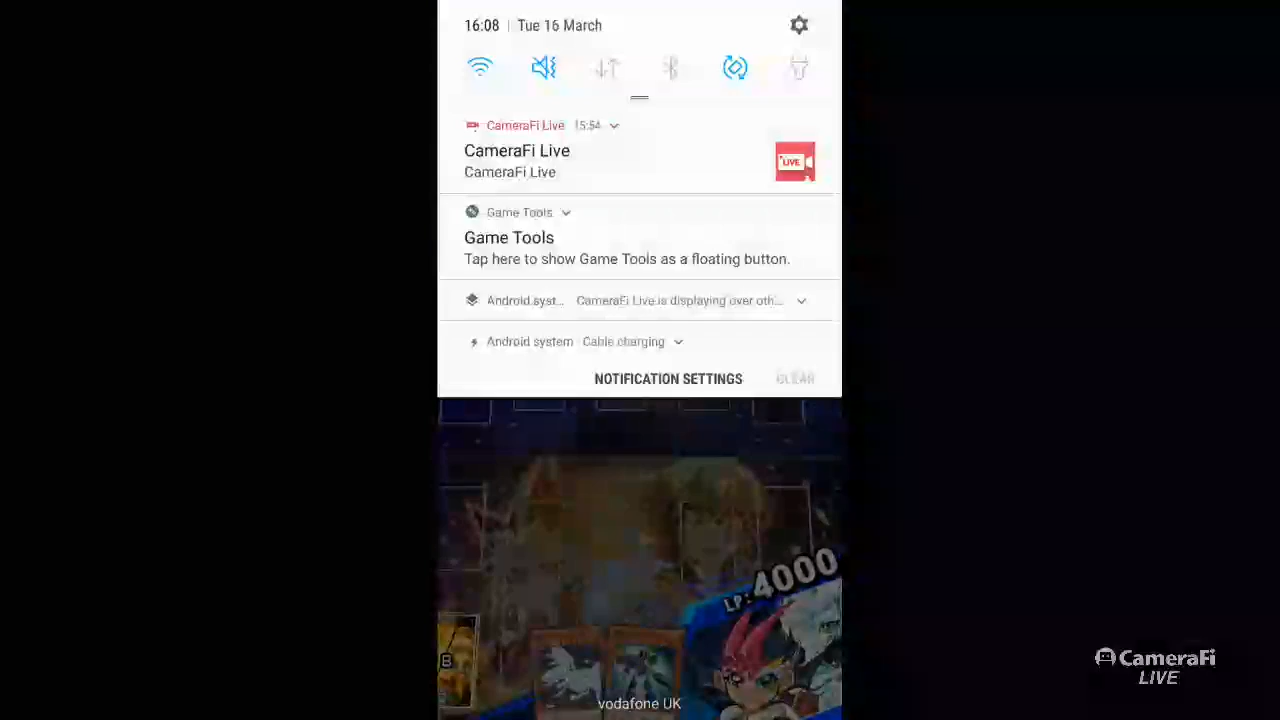 16:08 | Tue 16 March
CameraFi Live 15:54
CameraFi Live
CameraFi Live
LIVE
Game Tools
Game Tools
Tap here to show Game Tools as a floating button.
Android syst... CameraFi Live is displaying over oth...
Android system Cable charging
NOTIFICATION SETTINGS
CLEAR
LP: 4000
B
vodafone UK
CameraFi
LIVE